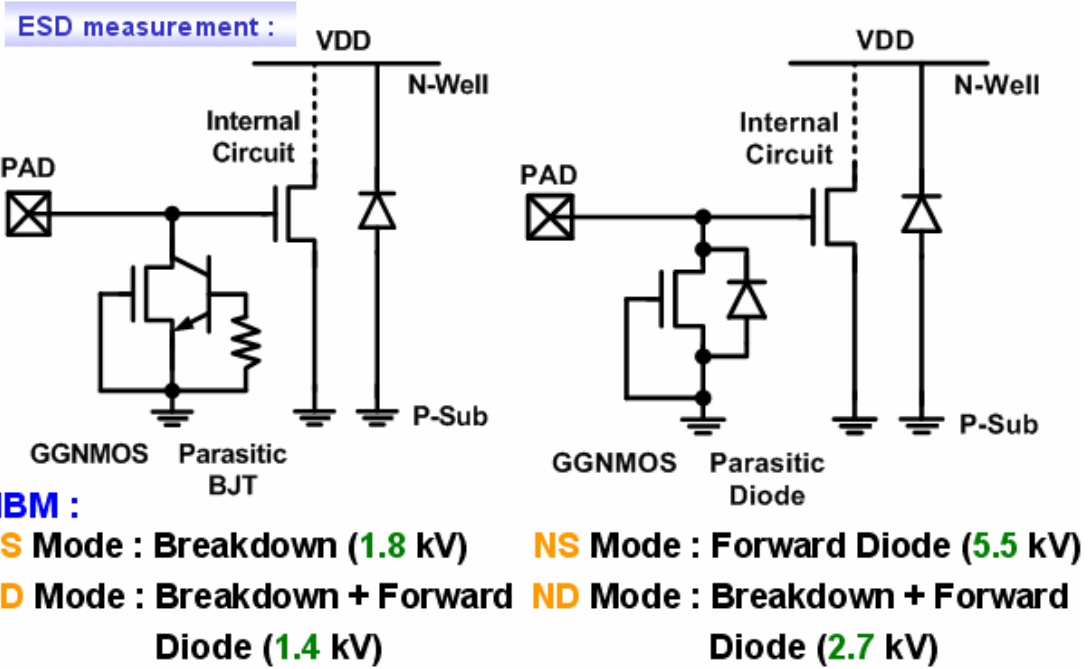 ESD measurement :
VDD
N-Well
Internal
Circuit
PAD
P-Sub
GGNMOS
Parasitic
BJT
VDD
N-Well
Internal
Circuit
PAD
P-Sub
GGNMOS
Parasitic
Diode
BM :
S Mode : Breakdown (1.8 kV)
D Mode : Breakdown + Forward
Diode (1.4 kV)
NS Mode : Forward Diode (5.5 kV)
ND Mode : Breakdown + Forward
Diode (2.7 kV)